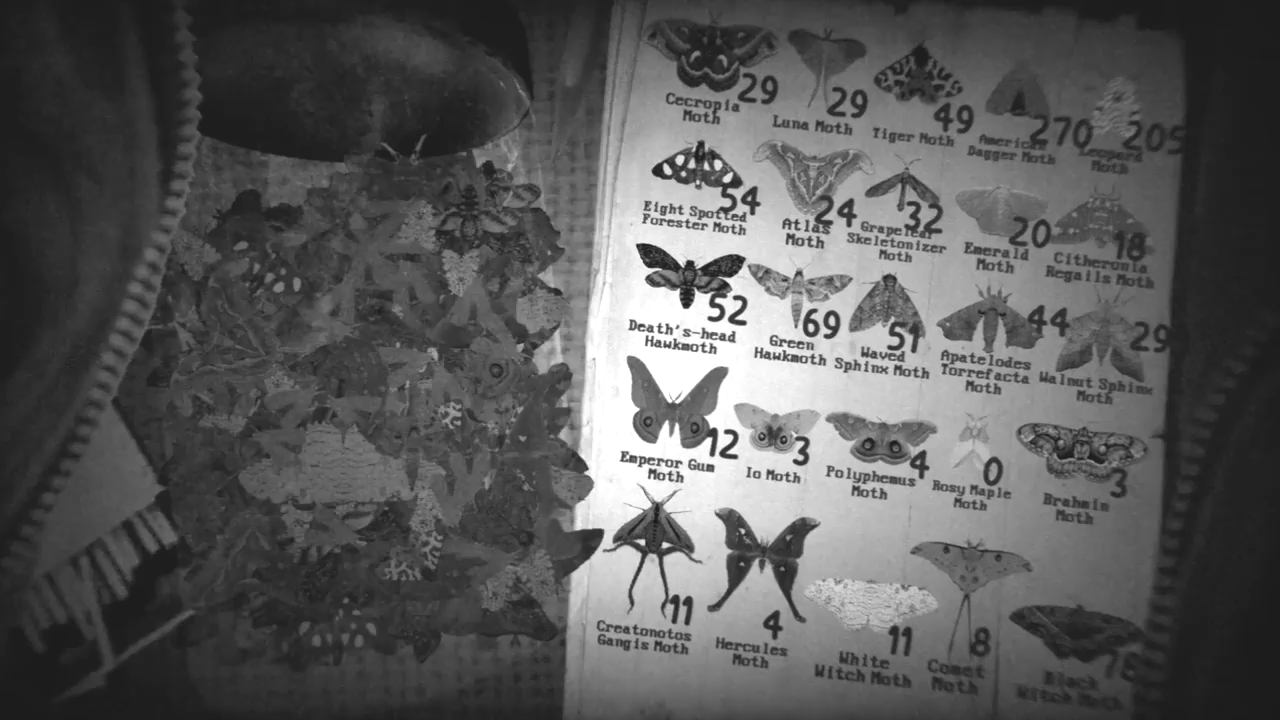 29
Cecropia
Moth
29
Luna Moth
49
Tiger Moth
270
American
Dagger Moth
205
Leopard
Moth
54
Eight Spotted
Forester Moth
24
Atlas
Moth
32
Grapeleaf
Skeletonizer
Moth
20
Emerald
Moth
18
Citheronia
Regails Moth
52
Death's-head
Hawkmoth
69
Green
Hawkmoth
51
Waved
Sphinx Moth
44
Apatelodes
Torrefacta
Moth
29
Walnut Sphinx
Moth
12
Emperor Gum
Moth
3
Io Moth
4
Polyphemus
Moth
0
Rosy Maple
Moth
3
Brahmin
Moth
11
Creatonotos
Gangis Moth
4
Hercules
Moth
11
White
Witch Moth
8
Comet
Moth
Black
Witch Moth